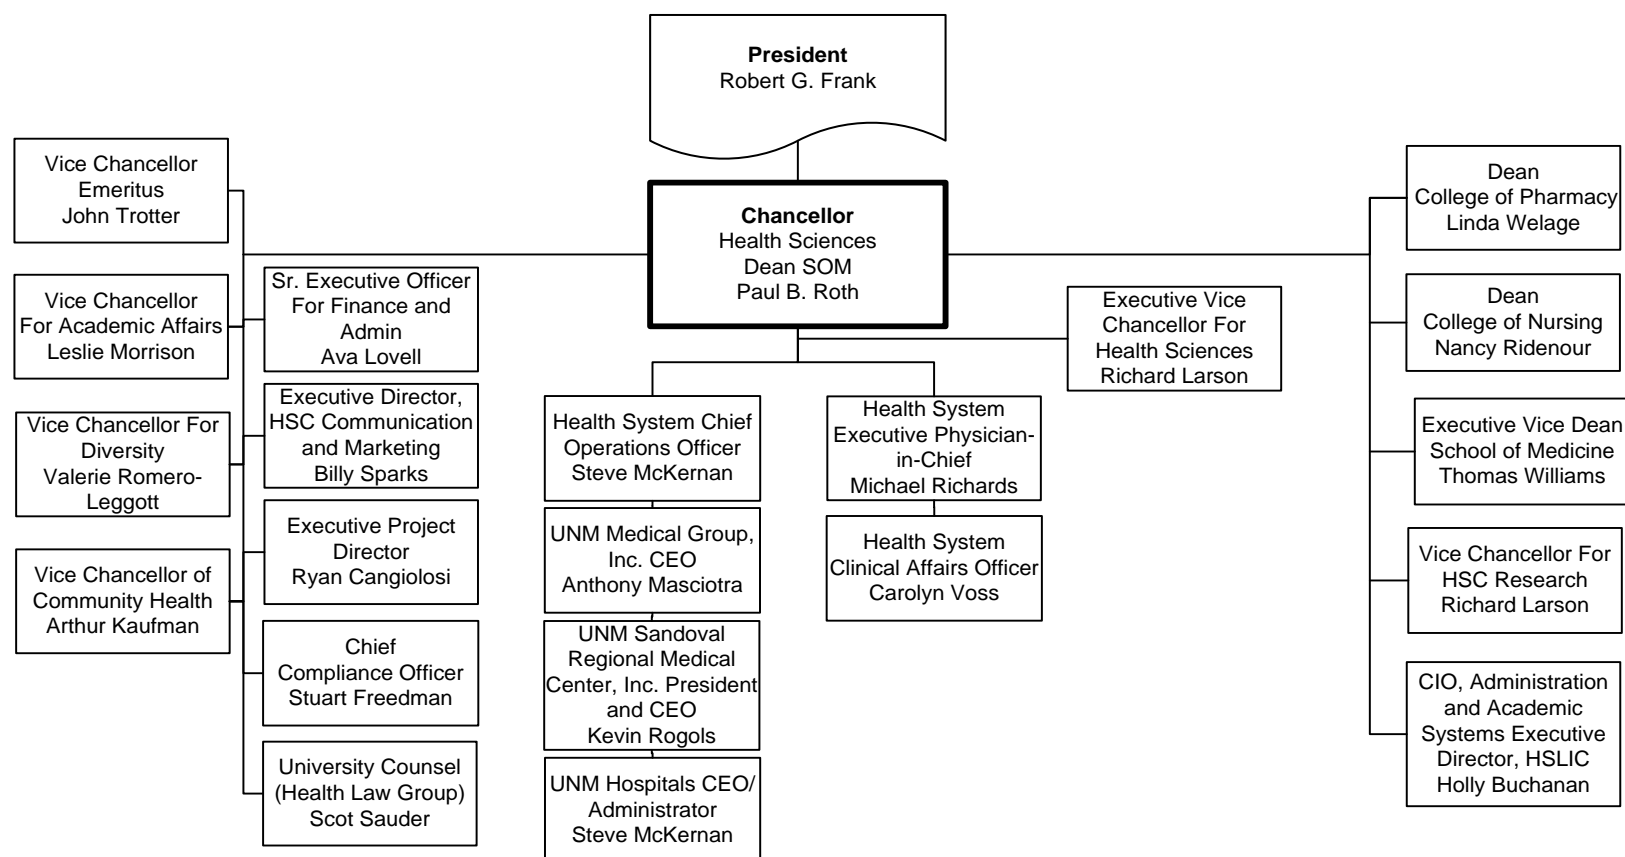 President
Robert G. Frank
Chancellor
Health Sciences
Dean SOM
Paul B. Roth
Vice Chancellor
Emeritus
John Trotter
Vice Chancellor
For Academic Affairs
Leslie Morrison
Vice Chancellor For
Diversity
Valerie Romero-
Leggott
Vice Chancellor of
Community Health
Arthur Kaufman
Sr. Executive Officer
For Finance and
Admin
Ava Lovell
Executive Director,
HSC Communication
and Marketing
Billy Sparks
Executive Project
Director
Ryan Cangiolosi
Chief
Compliance Officer
Stuart Freedman
University Counsel
(Health Law Group)
Scot Sauder
Health System Chief
Operations Officer
Steve McKernan
UNM Medical Group,
Inc. CEO
Anthony Masciotra
UNM Sandoval
Regional Medical
Center, Inc. President
and CEO
Kevin Rogols
UNM Hospitals CEO/
Administrator
Steve McKernan
Health System
Executive Physician-
in-Chief
Michael Richards
Health System
Clinical Affairs Officer
Carolyn Voss
Executive Vice
Chancellor For
Health Sciences
Richard Larson
Dean
College of Pharmacy
Linda Welage
Dean
College of Nursing
Nancy Ridenour
Executive Vice Dean
School of Medicine
Thomas Williams
Vice Chancellor For
HSC Research
Richard Larson
CIO, Administration
and Academic
Systems Executive
Director, HSLIC
Holly Buchanan